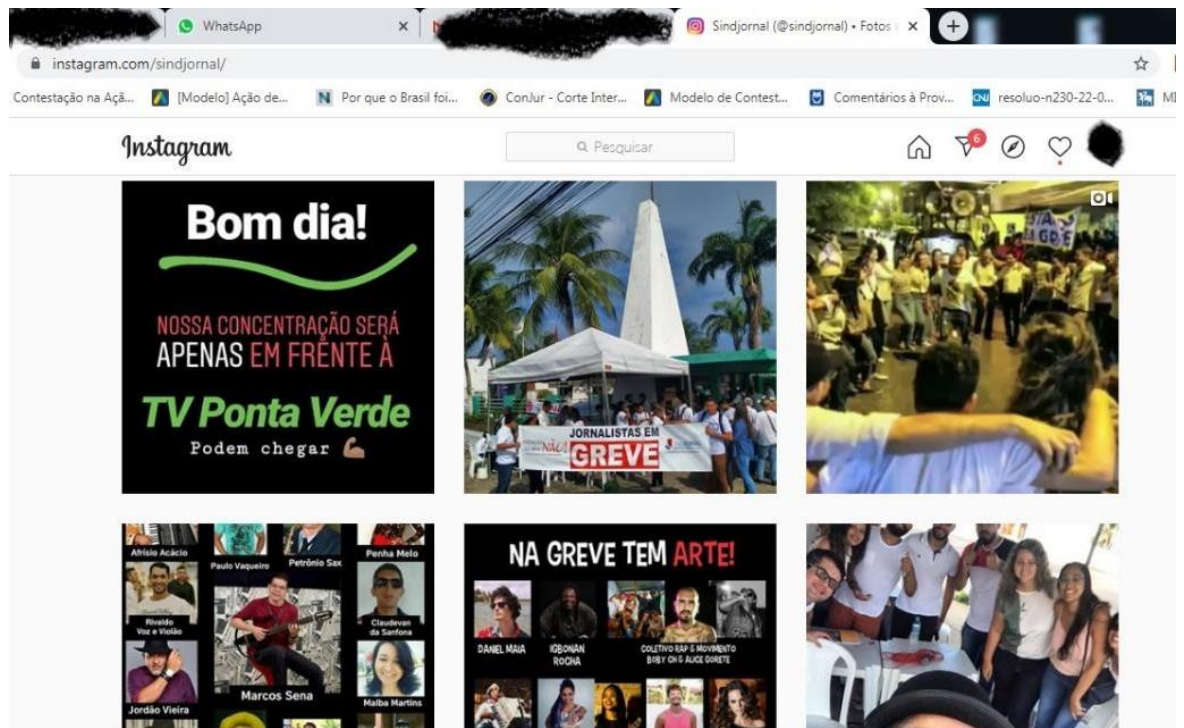 WhatsApp
Sindjornal (@sindjornal) • Fotos
instagram.com/sindjornal/
Contestação na Açã... [Modelo] Ação de... Por que o Brasil foi... ConJur - Corte Inter... Modelo de Contest... Comentários à Prov... CNJ resoluo-n230-22-0...
Instagram
Pesquisar
6
Bom dia!
NOSSA CONCENTRAÇÃO SERÁ
APENAS EM FRENTE À
TV Ponta Verde
Podem chegar
JORNALISTAS EM
GREVE
Afrísio Acácio
Paulo Vaqueiro
Petrônio Sax
Penha Melo
Rivaldo
Voz e Violão
Claudevan
da Sanfona
Marcos Sena
Malba Martins
Jordão Vieira
NA GREVE TEM ARTE!
DANIEL MAIA
IGBONAN
ROCHA
COLETIVO RAP & MOVIMENTO
BOBY CH & ALICE GORETE